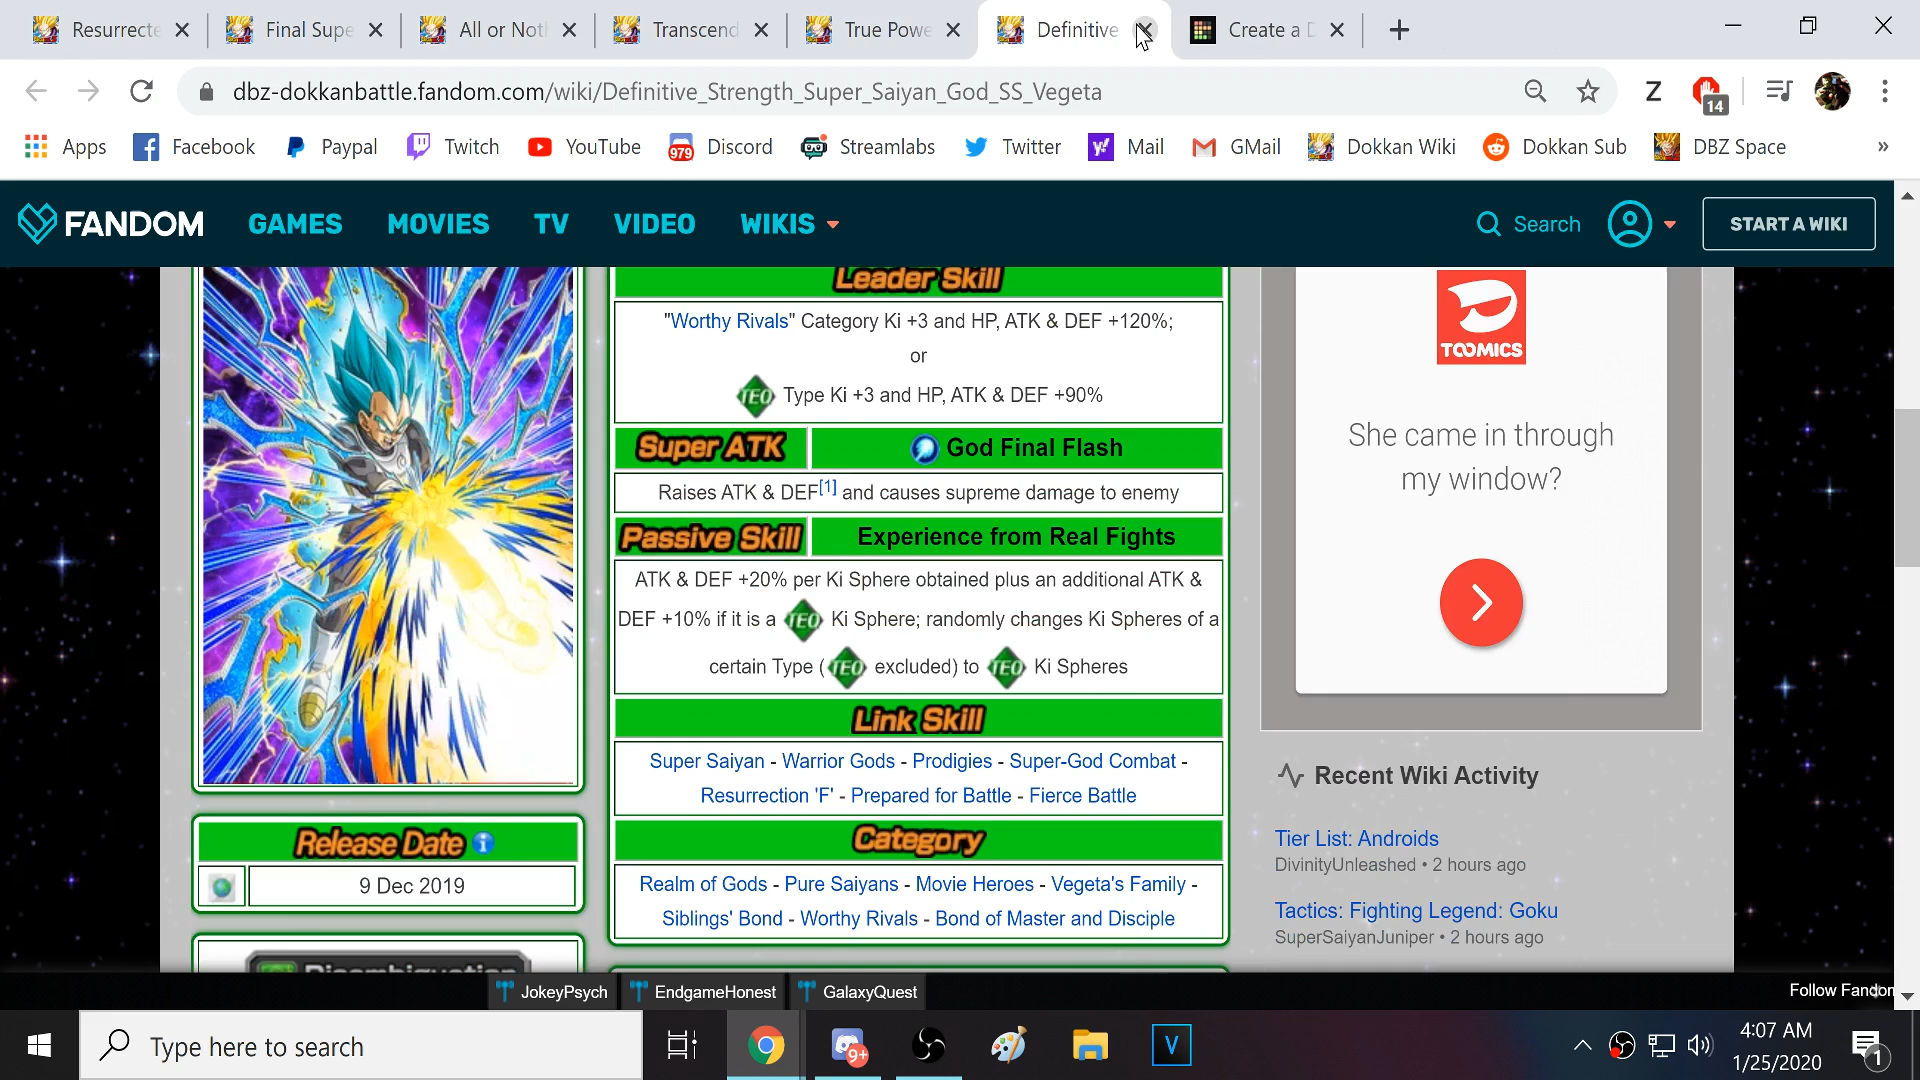 Resurrecte
Final Supe
All or Noth
Transcend
True Powe
Definitive
Create a D
dbz-dokkanbattle.fandom.com/wiki/Definitive_Strength_Super_Saiyan_God_SS_Vegeta
Z
14
Apps
Facebook
Paypal
Twitch
YouTube
979
Discord
Streamlabs
Twitter
y!
Mail
GMail
Dokkan Wiki
Dokkan Sub
DBZ Space
»
FANDOM
GAMES
MOVIES
TV
VIDEO
WIKIS
Search
START A WIKI
Leader Skill
"Worthy Rivals" Category Ki +3 and HP, ATK & DEF +120%;
or
TEQ Type Ki +3 and HP, ATK & DEF +90%
Super ATK
God Final Flash
Raises ATK & DEF[1] and causes supreme damage to enemy
Passive Skill
Experience from Real Fights
ATK & DEF +20% per Ki Sphere obtained plus an additional ATK &
DEF +10% if it is a TEQ Ki Sphere; randomly changes Ki Spheres of a
certain Type (TEQ excluded) to TEQ Ki Spheres
Link Skill
Super Saiyan - Warrior Gods - Prodigies - Super-God Combat -
Resurrection 'F' - Prepared for Battle - Fierce Battle
Category
Realm of Gods - Pure Saiyans - Movie Heroes - Vegeta's Family -
Siblings' Bond - Worthy Rivals - Bond of Master and Disciple
Release Date
9 Dec 2019
Disambiguation
TOOMICS
She came in through
my window?
Recent Wiki Activity
Tier List: Androids
DivinityUnleashed • 2 hours ago
Tactics: Fighting Legend: Goku
SuperSaiyanJuniper • 2 hours ago
JokeyPsych
EndgameHonest
GalaxyQuest
Follow Fandom
Type here to search
9+
V
4:07 AM
1/25/2020
1